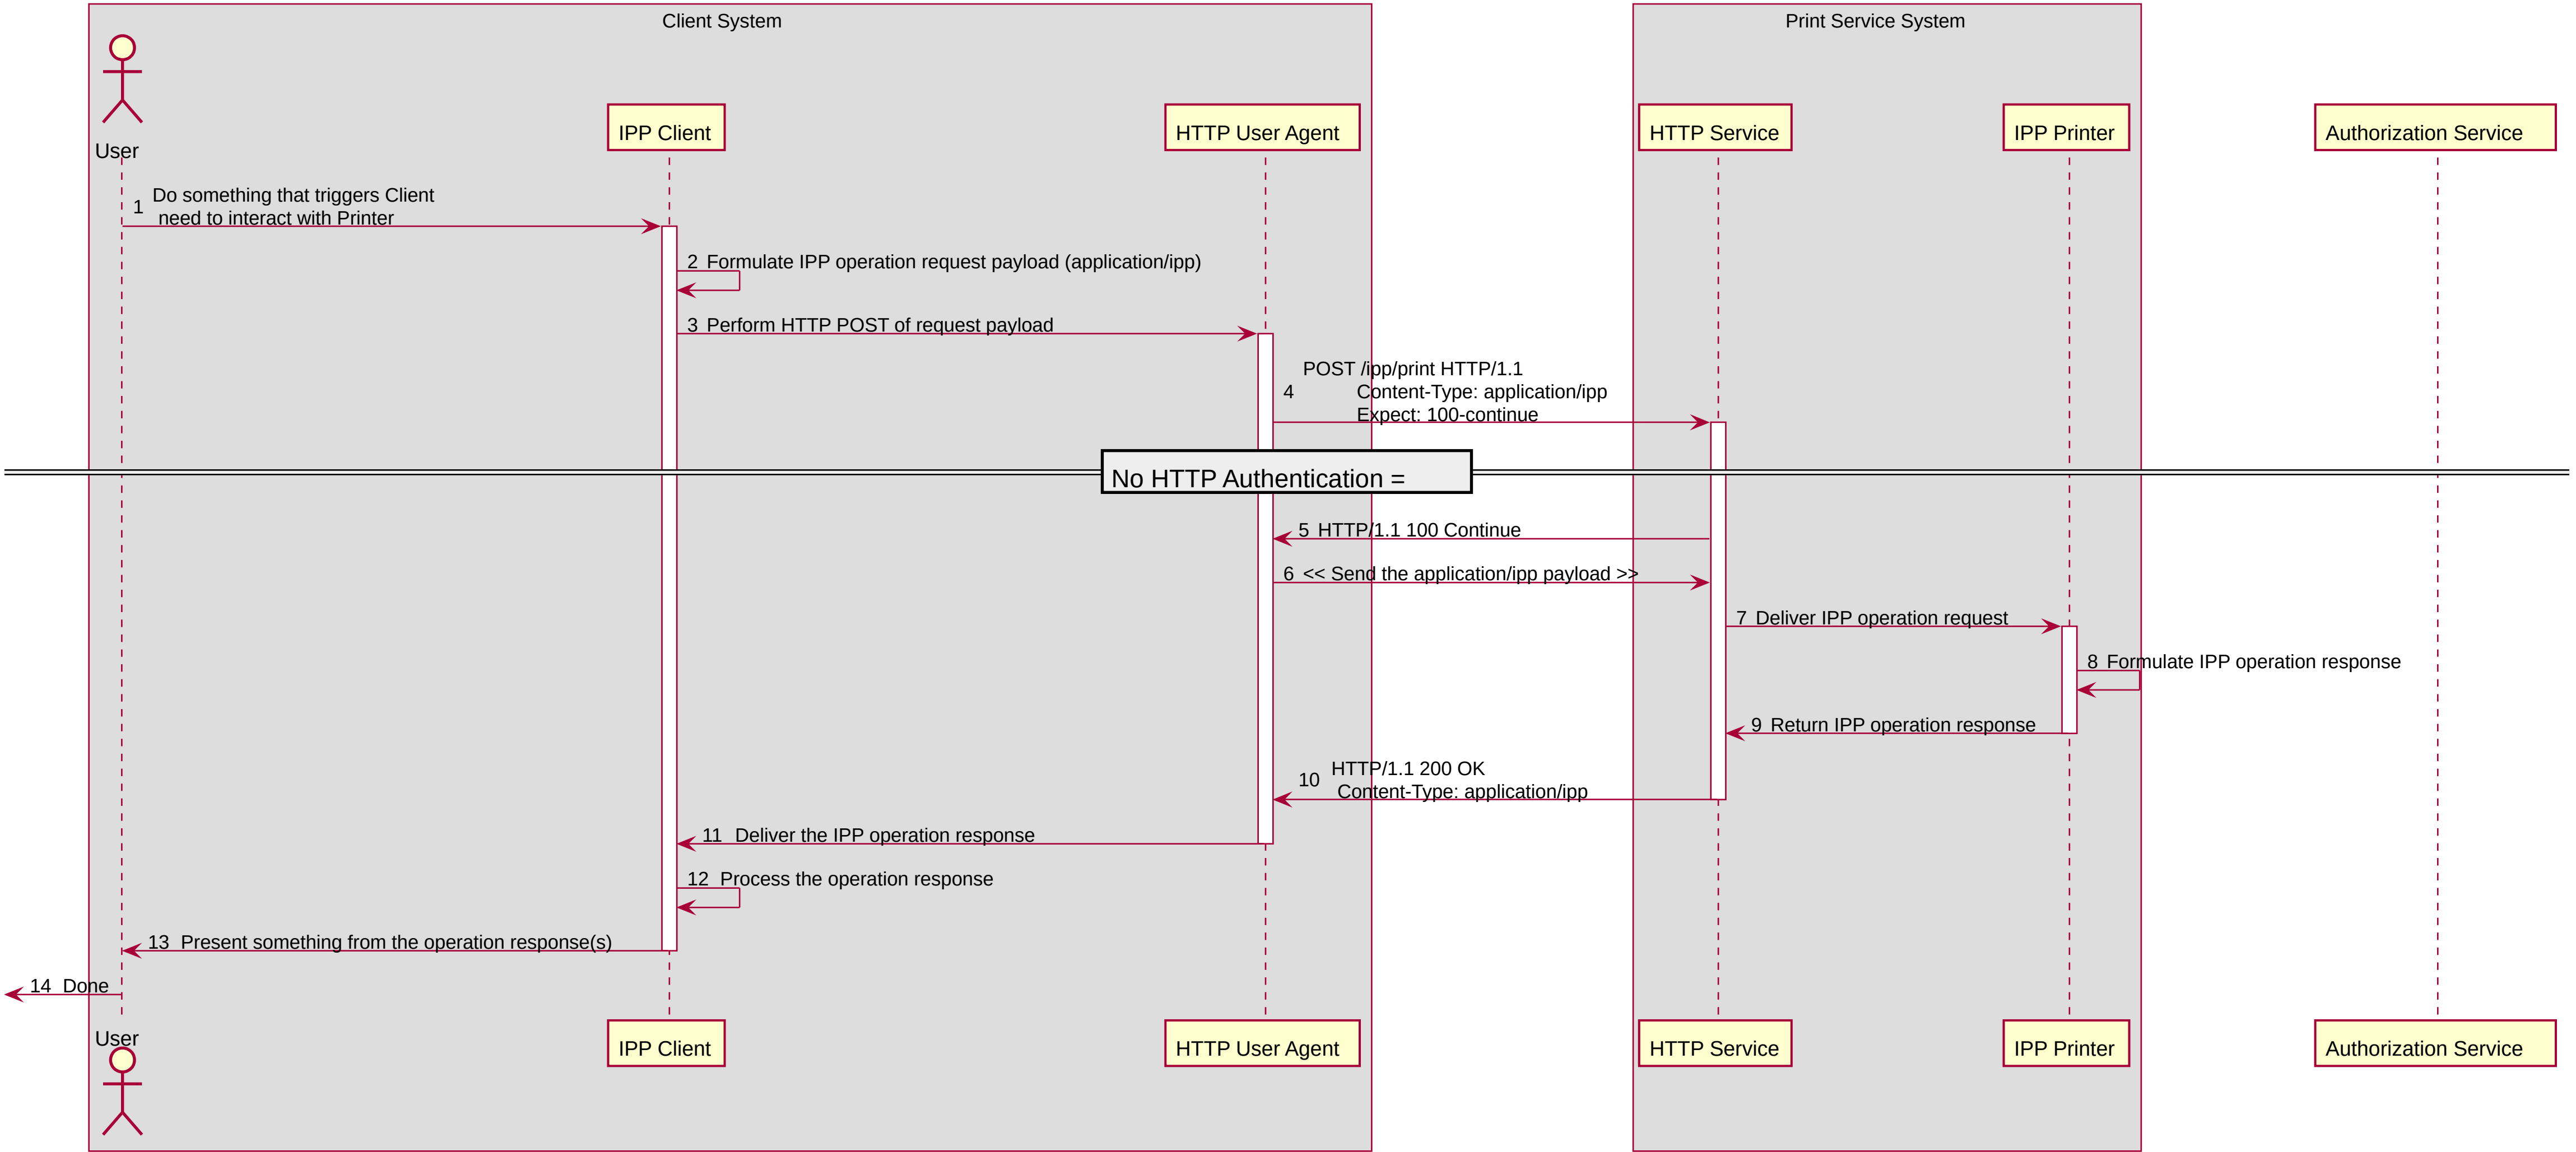 Client System
Print Service System
User
IPP Client
HTTP User Agent
HTTP Service
IPP Printer
Authorization Service
1 Do something that triggers Client
need to interact with Printer
2 Formulate IPP operation request payload (application/ipp)
3 Perform HTTP POST of request payload
4 POST /ipp/print HTTP/1.1
Content-Type: application/ipp
Expect: 100-continue
No HTTP Authentication =
5 HTTP/1.1 100 Continue
6 << Send the application/ipp payload >>
7 Deliver IPP operation request
8 Formulate IPP operation response
9 Return IPP operation response
10 HTTP/1.1 200 OK
Content-Type: application/ipp
11 Deliver the IPP operation response
12 Process the operation response
13 Present something from the operation response(s)
14 Done
User
IPP Client
HTTP User Agent
HTTP Service
IPP Printer
Authorization Service